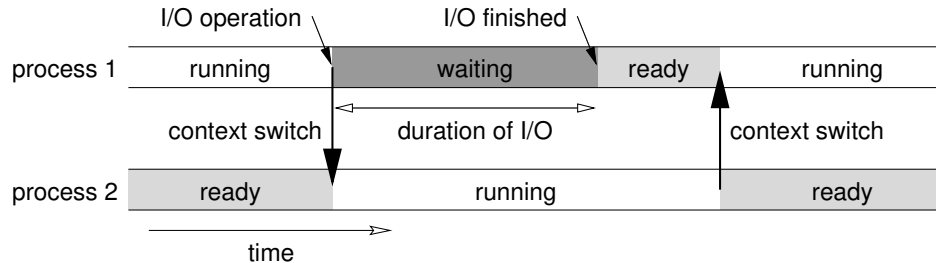 I/O operation I/O finished
process 1 running waiting ready running
context switch duration of I/O context switch
process 2 ready running ready
time